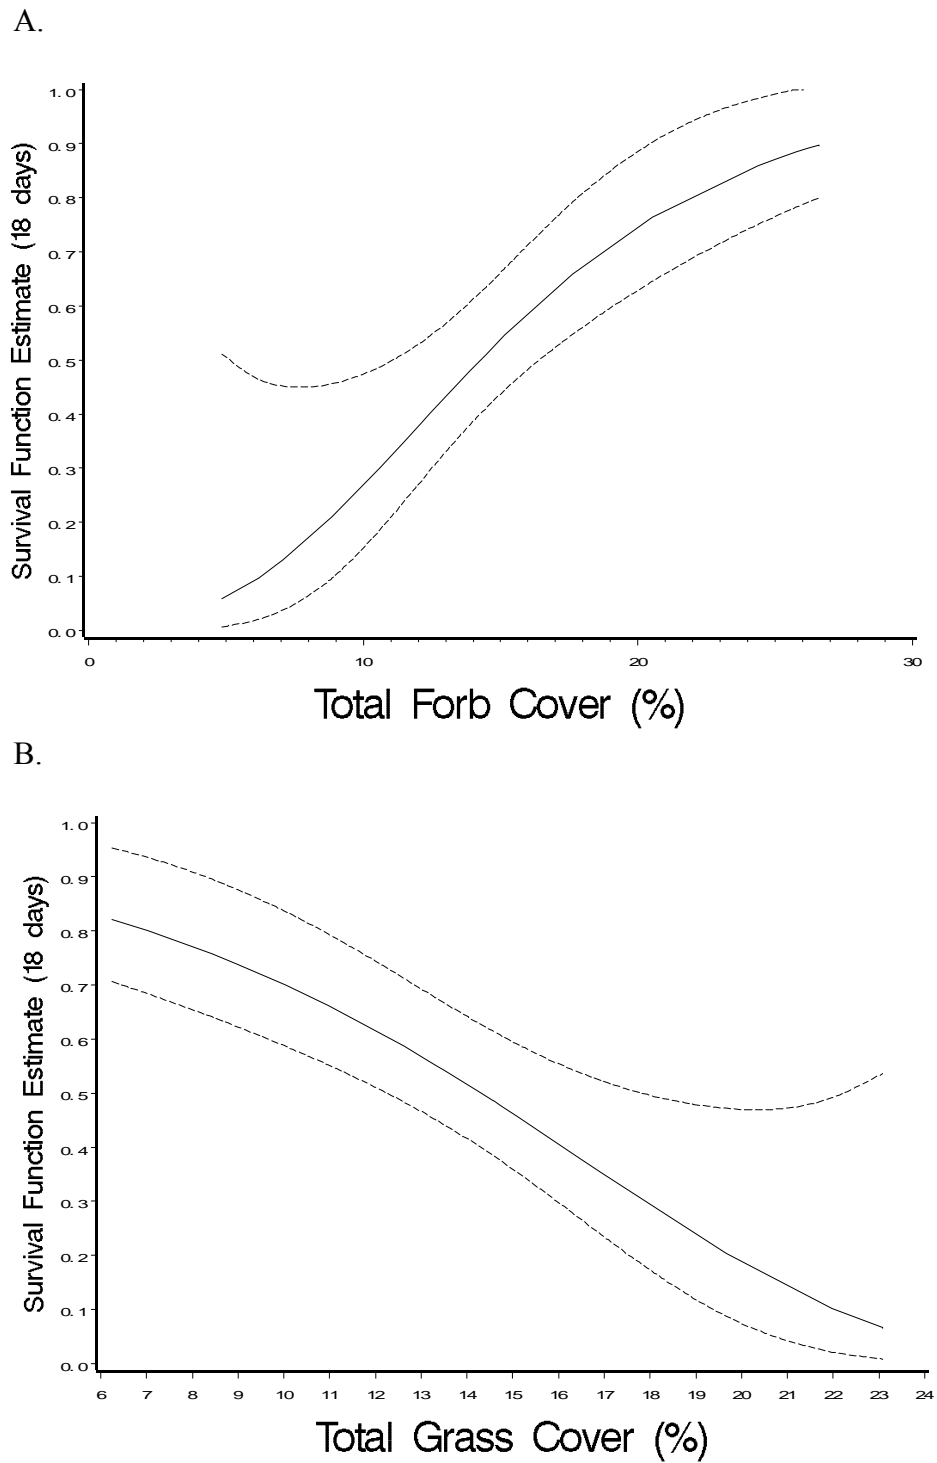 A.
Survival Function Estimate (18 days)
1.0
0.9
0.8
0.7
0.6
0.5
0.4
0.3
0.2
0.1
0.0
0 10 20 30
Total Forb Cover (%)
B.
Survival Function Estimate (18 days)
1.0
0.9
0.8
0.7
0.6
0.5
0.4
0.3
0.2
0.1
0.0
6 7 8 9 10 11 12 13 14 15 16 17 18 19 20 21 22 23 24
Total Grass Cover (%)